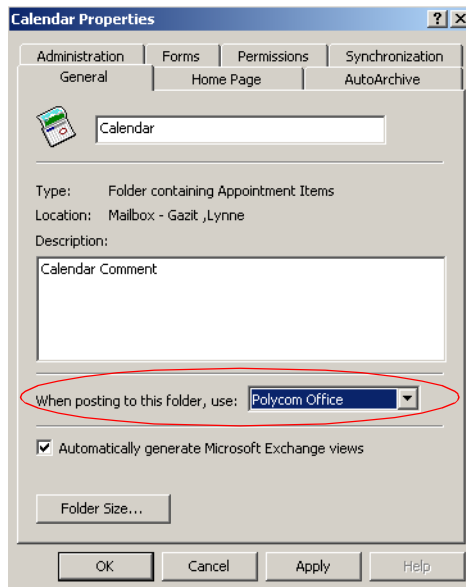 Calendar Properties
Administration Forms Permissions Synchronization
General Home Page AutoArchive
Calendar
Type: Folder containing Appointment Items
Location: Mailbox - Gazit ,Lynne
Description:
Calendar Comment
When posting to this folder, use: Polycom Office
Automatically generate Microsoft Exchange views
Folder Size...
OK Cancel Apply Help